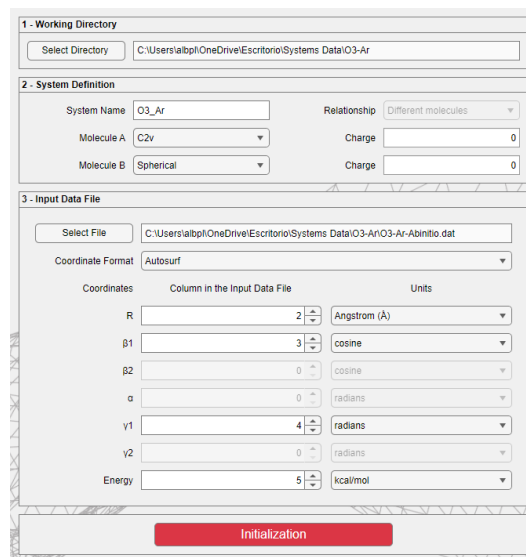 1 - Working Directory
Select Directory C:\Users\albpl\OneDrive\Escritorio\Systems Data\O3-Ar
2 - System Definition
System Name O3_Ar Relationship Different molecules
Molecule A C2v Charge 0
Molecule B Spherical Charge 0
3 - Input Data File
Select File C:\Users\albpl\OneDrive\Escritorio\Systems Data\O3-Ar\O3-Ar-Abinitio.dat
Coordinate Format Autosurf
Coordinates Column in the Input Data File Units
R 2 Angstrom (Å)
β1 3 cosine
β2 0 cosine
α 0 radians
γ1 4 radians
γ2 0 radians
Energy 5 kcal/mol
Initialization